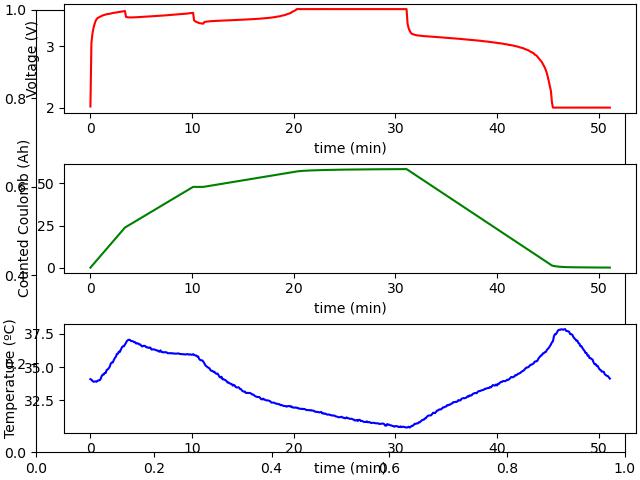 1.0
0.8
0.6
0.4
0.2
0.0
0.0 0.2 0.4 0.6 0.8 1.0
Voltage (V)
3
2
0 10 20 30 40 50
time (min)
Counted Coulomb (Ah)
50
25
0
0 10 20 30 40 50
time (min)
Temperature (ºC)
37.5
35.0
32.5
0 10 20 30 40 50
time (min)